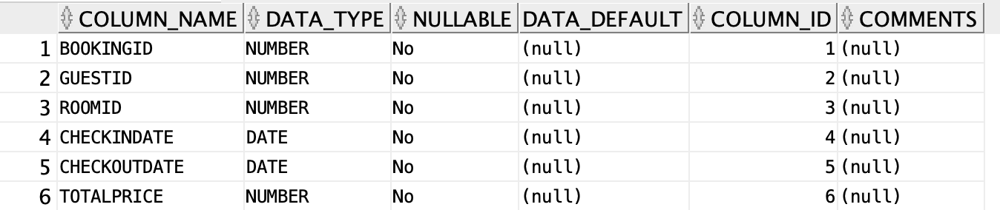 COLUMN_NAME DATA_TYPE NULLABLE DATA_DEFAULT COLUMN_ID COMMENTS
1 BOOKINGID NUMBER No (null) 1 (null)
2 GUESTID NUMBER No (null) 2 (null)
3 ROOMID NUMBER No (null) 3 (null)
4 CHECKINDATE DATE No (null) 4 (null)
5 CHECKOUTDATE DATE No (null) 5 (null)
6 TOTALPRICE NUMBER No (null) 6 (null)